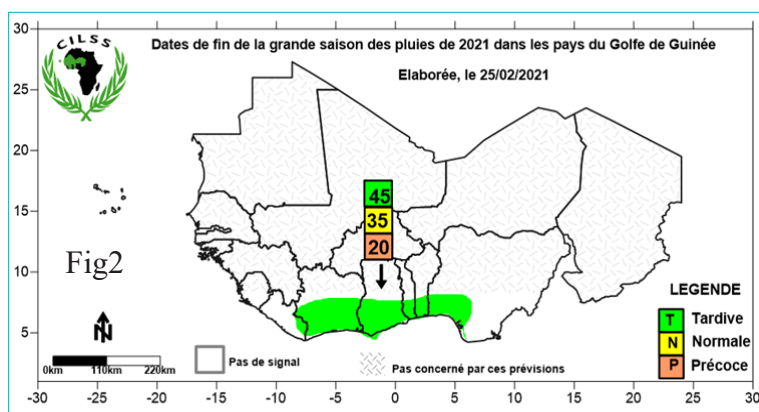 CILSS
Dates de fin de la grande saison des pluies de 2021 dans les pays du Golfe de Guinée
Elaborée, le 25/02/2021
30
25
20
15
10
5
45
35
20
Fig2
N
0km 110km 220km
Pas de signal
Pas concerné par ces prévisions
LEGENDE
T Tardive
N Normale
P Précoce
-30 -25 -20 -15 -10 -5 0 5 10 15 20 25 30